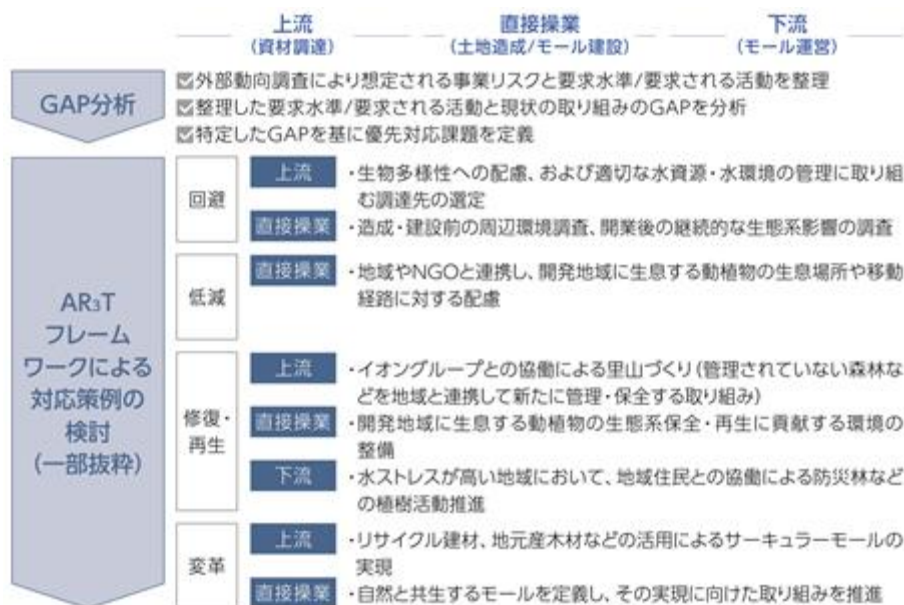 上流 直接操業 下流
(資材調達) (土地造成/モール建設) (モール運営)
GAP分析
☑外部動向調査により想定される事業リスクと要求水準/要求される活動を整理
☑整理した要求水準/要求される活動と現状の取り組みのGAPを分析
☑特定したGAPを基に優先対応課題を定義
AR3T
フレーム
ワークによる
対応策例の
検討
(一部抜粋)
回避
上流 ・生物多様性への配慮、および適切な水資源・水環境の管理に取り組
む調達先の選定
直接操業 ・造成・建設前の周辺環境調査、開業後の継続的な生態系影響の調査
低減
直接操業 ・地域やNGOと連携し、開発地域に生息する動植物の生息場所や移動
経路に対する配慮
修復・
再生
上流 ・イオングループとの協働による里山づくり(管理されていない森林な
どを地域と連携して新たに管理・保全する取り組み)
直接操業 ・開発地域に生息する動植物の生態系保全・再生に貢献する環境の
整備
下流 ・水ストレスが高い地域において、地域住民との協働による防災林など
の植樹活動推進
変革
上流 ・リサイクル建材、地元産木材などの活用によるサーキュラーモールの
実現
直接操業 ・自然と共生するモールを定義し、その実現に向けた取り組みを推進